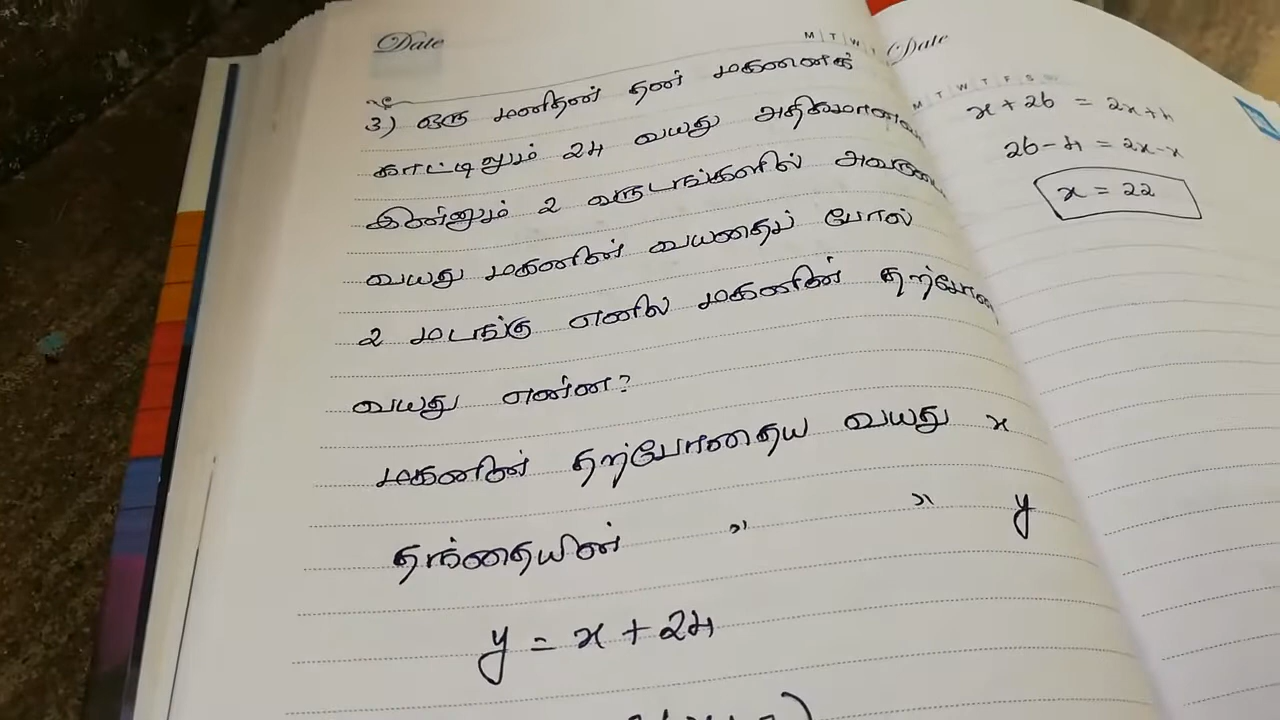 Date
3) ஒரு மனிதன் தன் மகனைக்
காட்டிலும் 24 வயது அதிகமானவ
இன்னும் 2 வருடங்களில் அவரு
வயது மகனின் வயதைப் போல்
2 மடங்கு எனில் மகனின் தற்போ
வயது என்ன?
மகனின் தற்போதைய வயது x
தந்தையின் " " y
y = x + 24
M T W T Date
M T W T F S
x + 26 = 2x + 4
26 - 4 = 2x - x
x = 22